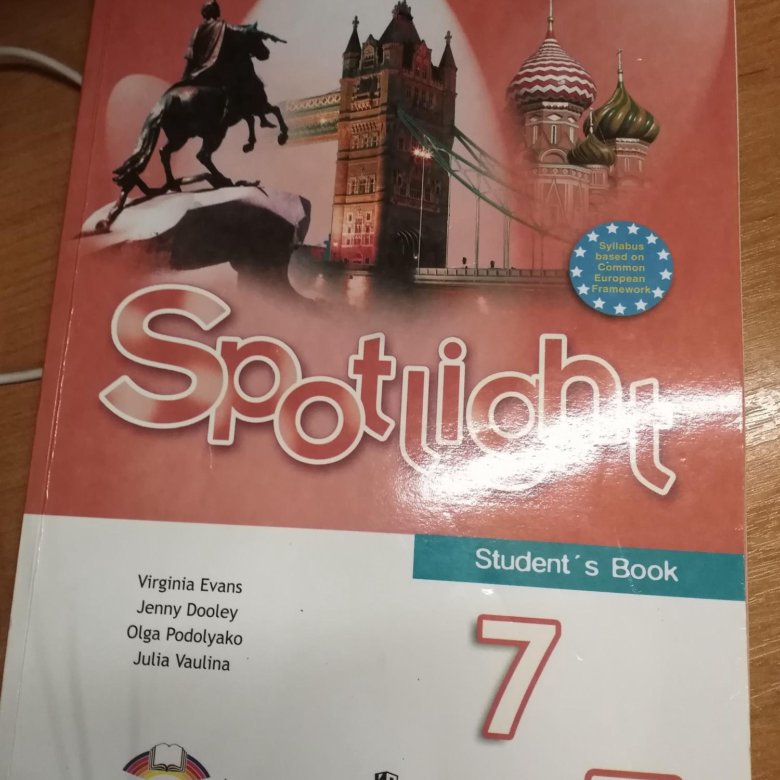 Syllabus
based on
Common
European
Framework
Spotlight
Student´s Book
Virginia Evans
Jenny Dooley
Olga Podolyako
Julia Vaulina
7